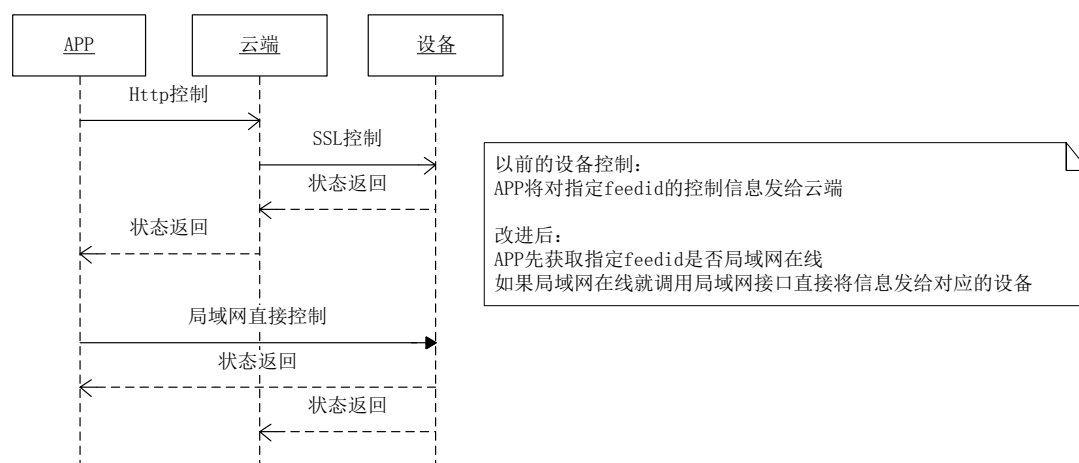 APP
云端
设备
Http控制
SSL控制
状态返回
状态返回
以前的设备控制:
APP将对指定feedid的控制信息发给云端
改进后:
APP先获取指定feedid是否局域网在线
如果局域网在线就调用局域网接口直接将信息发给对应的设备
局域网直接控制
状态返回
状态返回